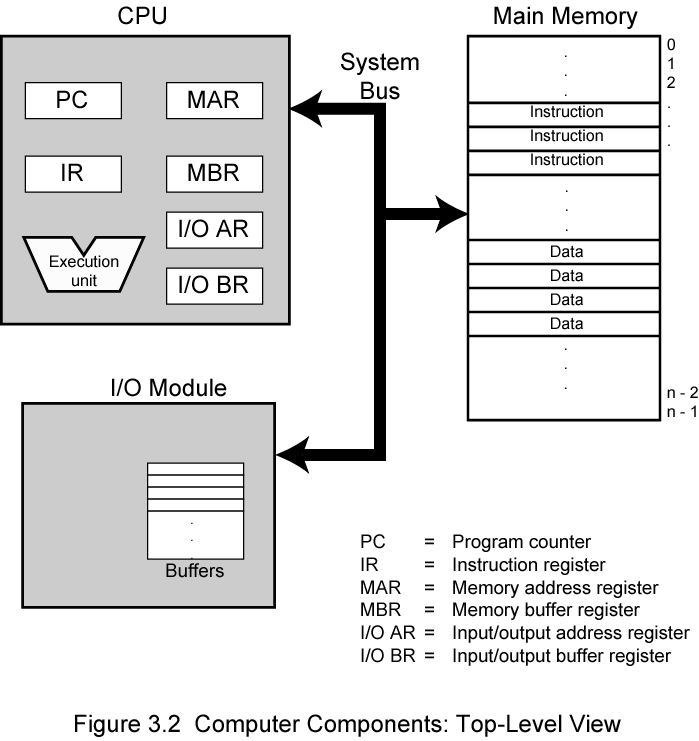 CPU
Main Memory
System
Bus
PC
MAR
IR
MBR
I/O AR
I/O BR
Execution
unit
0
1
2
.
.
.
.
.
.
Instruction
Instruction
Instruction
.
.
.
Data
Data
Data
Data
.
.
.
n - 2
n - 1
I/O Module
.
.
.
Buffers
PC = Program counter
IR = Instruction register
MAR = Memory address register
MBR = Memory buffer register
I/O AR = Input/output address register
I/O BR = Input/output buffer register
Figure 3.2 Computer Components: Top-Level View